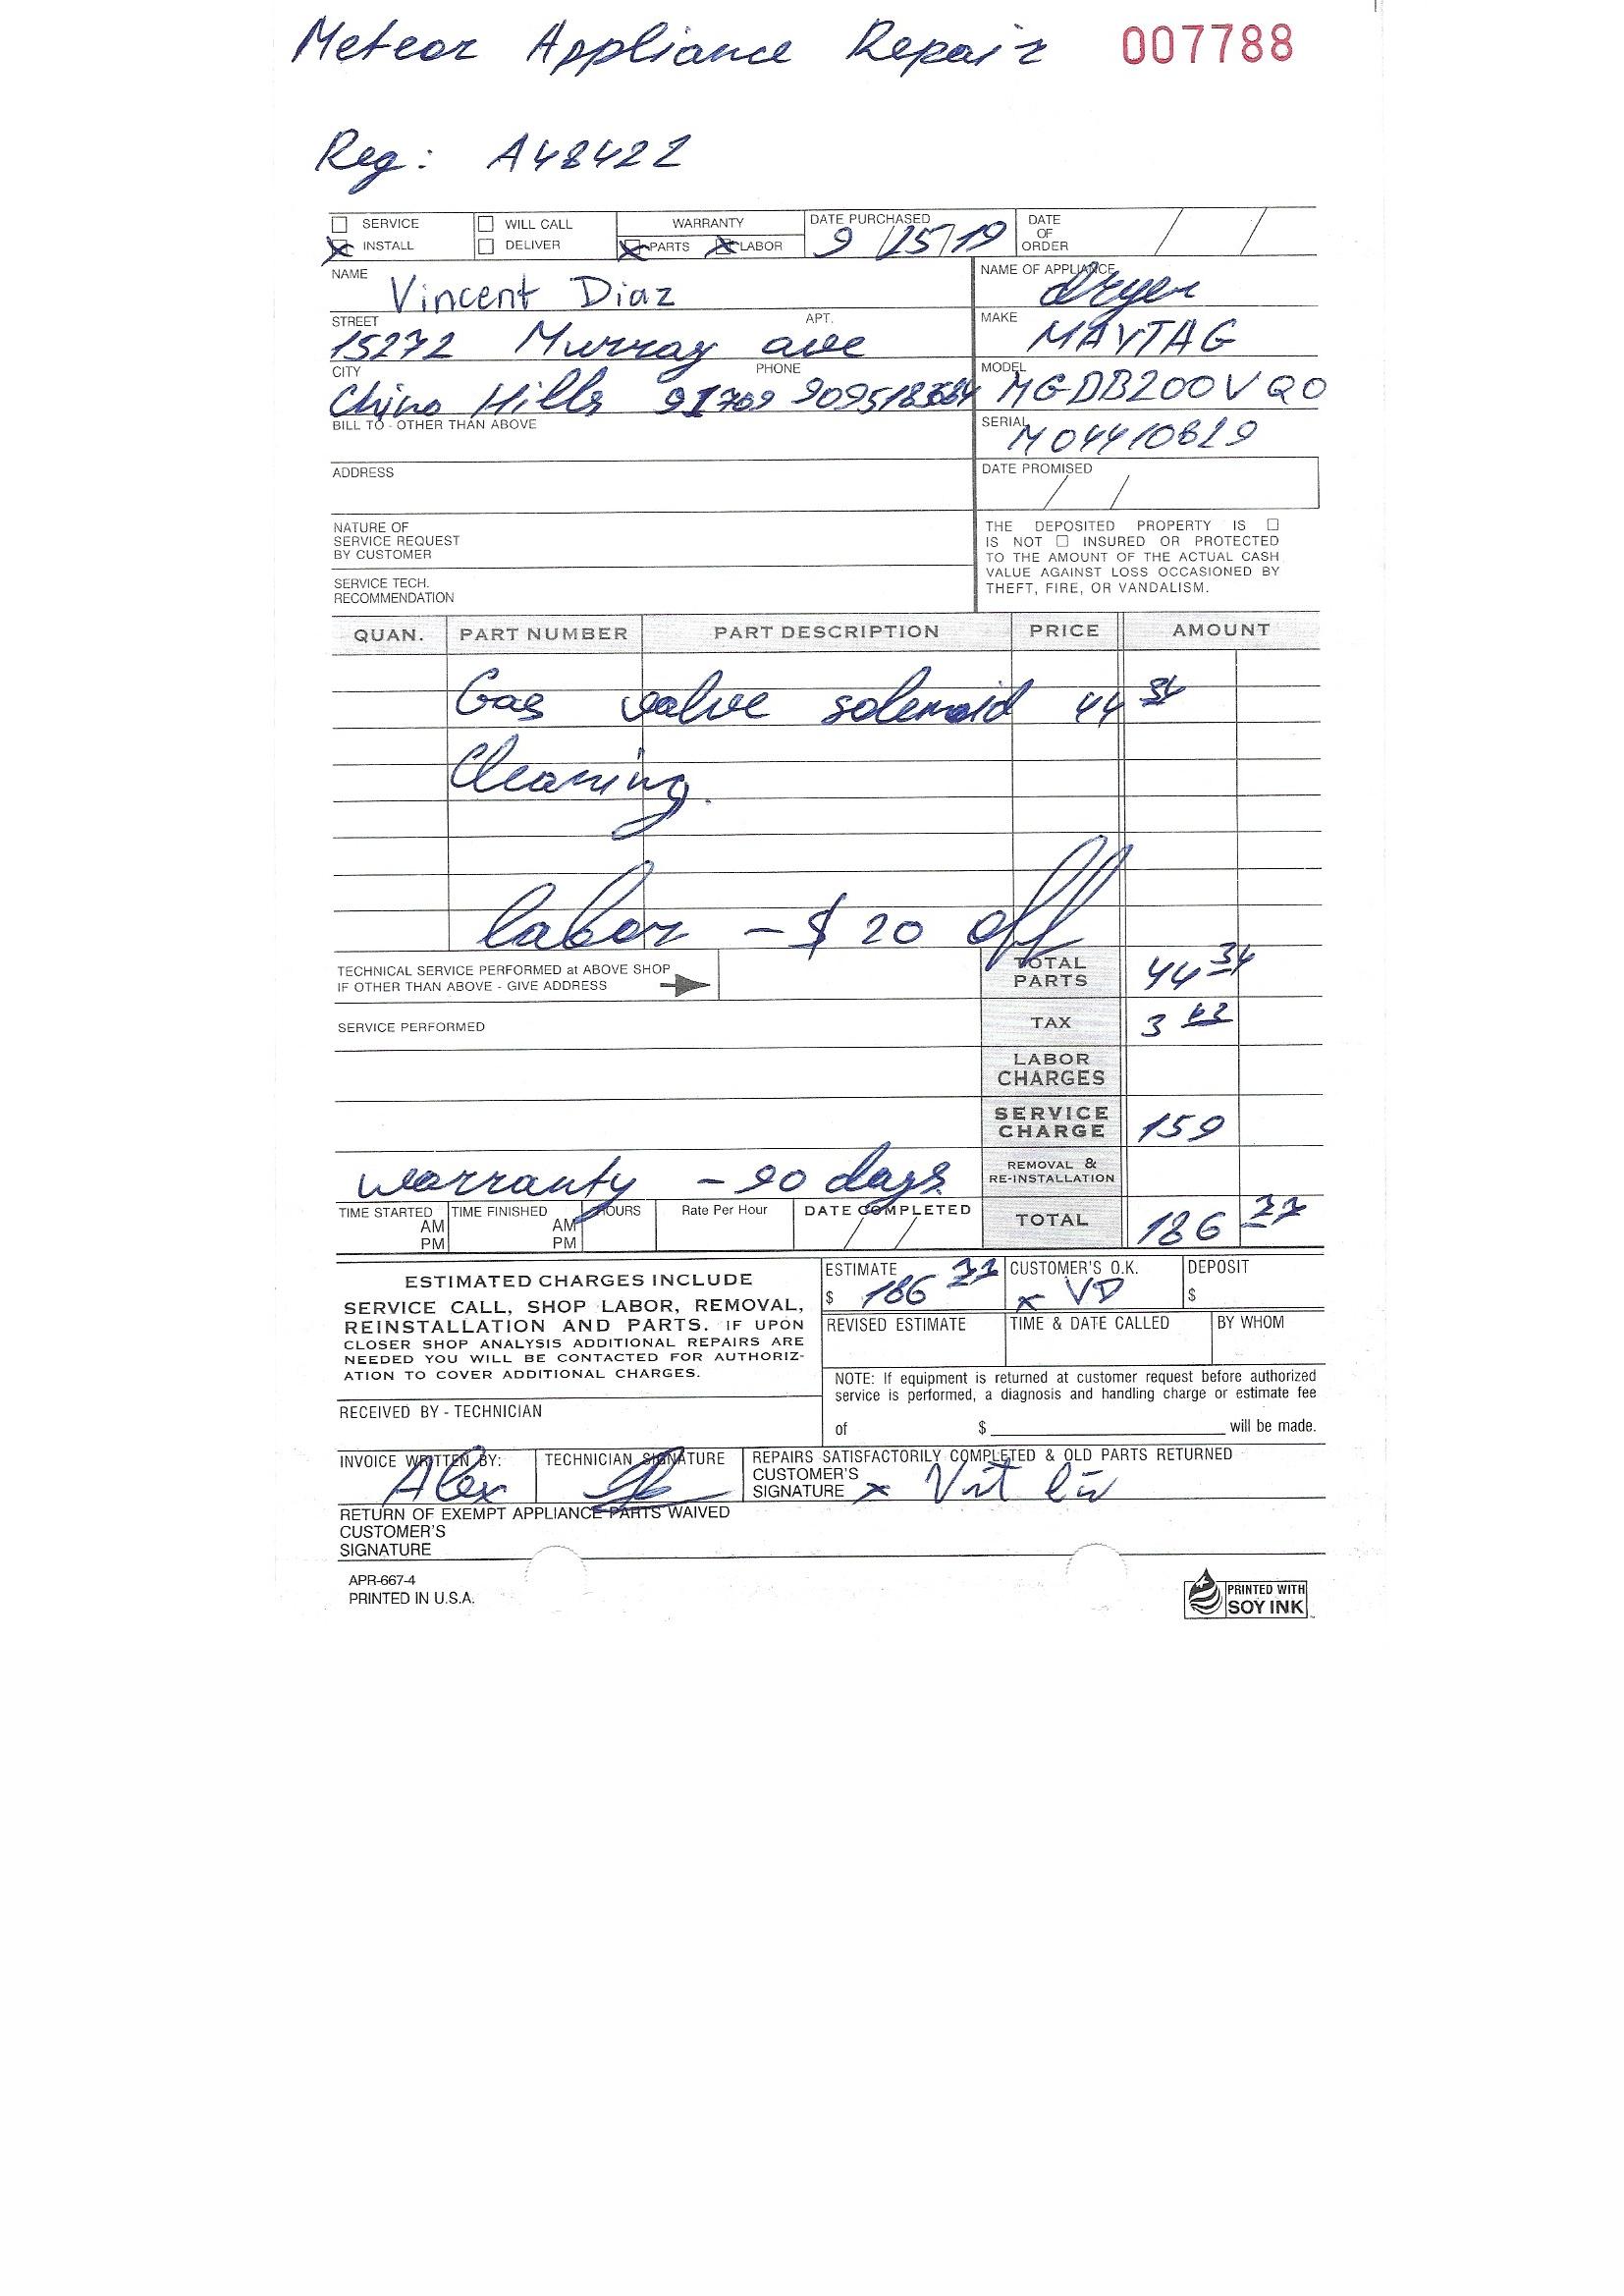 Meteor Appliance Repair 007788
Reg: A48422
SERVICE WILL CALL WARRANTY DATE PURCHASED DATE OF ORDER
INSTALL DELIVER PARTS LABOR 9/25/19
NAME Vincent Diaz NAME OF APPLIANCE dryer
STREET 15272 Murray ave APT. MAKE MAYTAG
CITY Chino Hills 91709 PHONE MODEL MGDB200VQ0
BILL TO - OTHER THAN ABOVE SERIAL M04410619
ADDRESS DATE PROMISED
NATURE OF
SERVICE REQUEST
BY CUSTOMER
SERVICE TECH.
RECOMMENDATION
THE DEPOSITED PROPERTY IS
IS NOT INSURED OR PROTECTED
TO THE AMOUNT OF THE ACTUAL CASH
VALUE AGAINST LOSS OCCASIONED BY
THEFT, FIRE, OR VANDALISM.
QUAN. PART NUMBER PART DESCRIPTION PRICE AMOUNT
Gas valve solenoid 44 34
Cleaning.
labor - $20 off
TECHNICAL SERVICE PERFORMED at ABOVE SHOP
IF OTHER THAN ABOVE - GIVE ADDRESS
TOTAL PARTS 44 34
SERVICE PERFORMED TAX 3 43
LABOR CHARGES
SERVICE CHARGE 159
warranty - 90 days REMOVAL & RE-INSTALLATION
TIME STARTED AM PM TIME FINISHED AM PM HOURS Rate Per Hour DATE COMPLETED TOTAL 186 77
ESTIMATED CHARGES INCLUDE
SERVICE CALL, SHOP LABOR, REMOVAL,
REINSTALLATION AND PARTS. IF UPON
CLOSER SHOP ANALYSIS ADDITIONAL REPAIRS ARE
NEEDED YOU WILL BE CONTACTED FOR AUTHORIZ-
ATION TO COVER ADDITIONAL CHARGES.
ESTIMATE $ 186 77 CUSTOMER'S O.K. x VD DEPOSIT $
REVISED ESTIMATE TIME & DATE CALLED BY WHOM
NOTE: If equipment is returned at customer request before authorized
service is performed, a diagnosis and handling charge or estimate fee
of $ will be made.
RECEIVED BY - TECHNICIAN
INVOICE WRITTEN BY: Alex TECHNICIAN SIGNATURE
REPAIRS SATISFACTORILY COMPLETED & OLD PARTS RETURNED
CUSTOMER'S
SIGNATURE x
RETURN OF EXEMPT APPLIANCE PARTS WAIVED
CUSTOMER'S
SIGNATURE
APR-667-4
PRINTED IN U.S.A.
PRINTED WITH
SOY INK